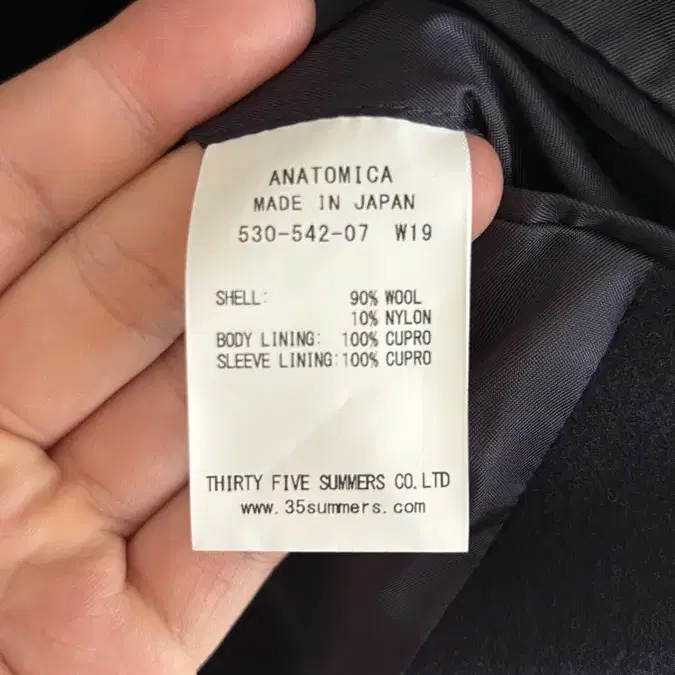 ANATOMICA
MADE IN JAPAN
530-542-07 W19
SHELL: 90% WOOL
10% NYLON
BODY LINING: 100% CUPRO
SLEEVE LINING:100% CUPRO
THIRTY FIVE SUMMERS CO.LTD
www.35summers.com